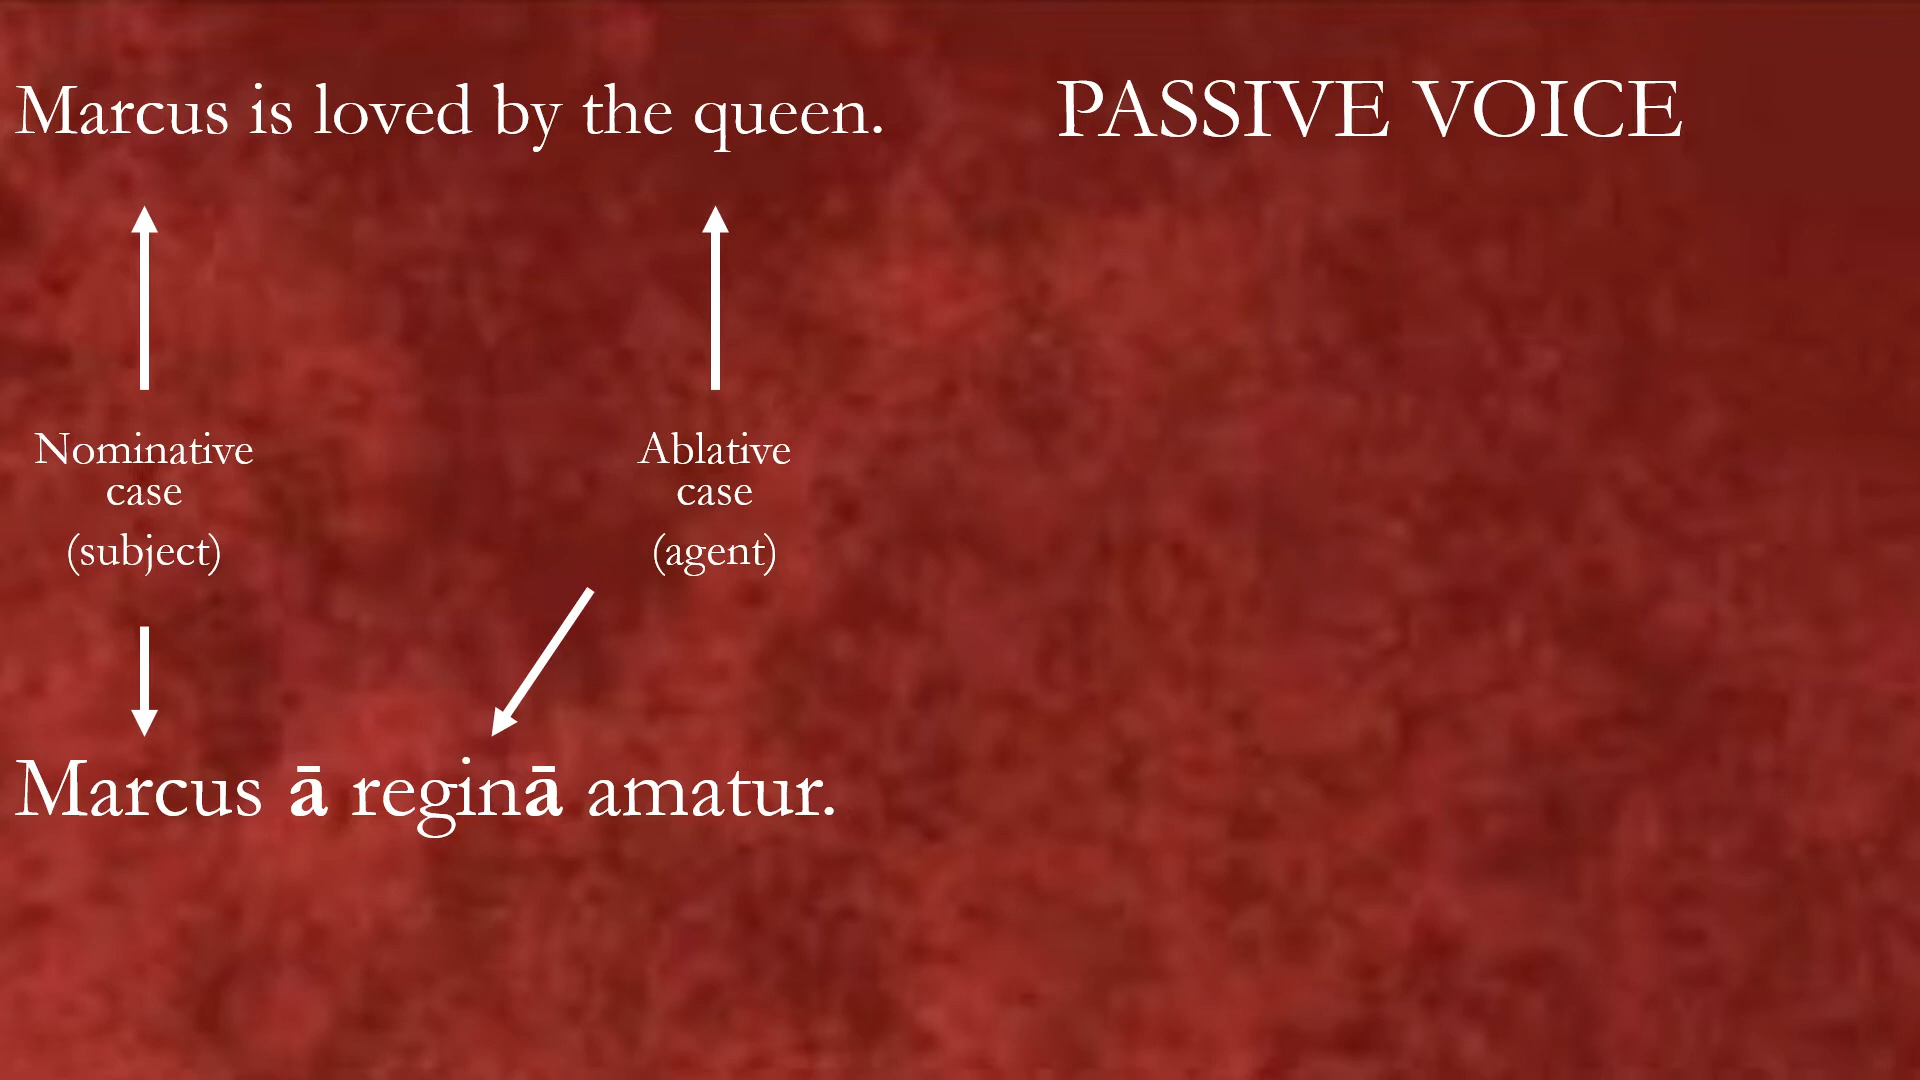 Marcus is loved by the queen.
PASSIVE VOICE
Nominative
case
(subject)
Ablative
case
(agent)
Marcus ā reginā amatur.